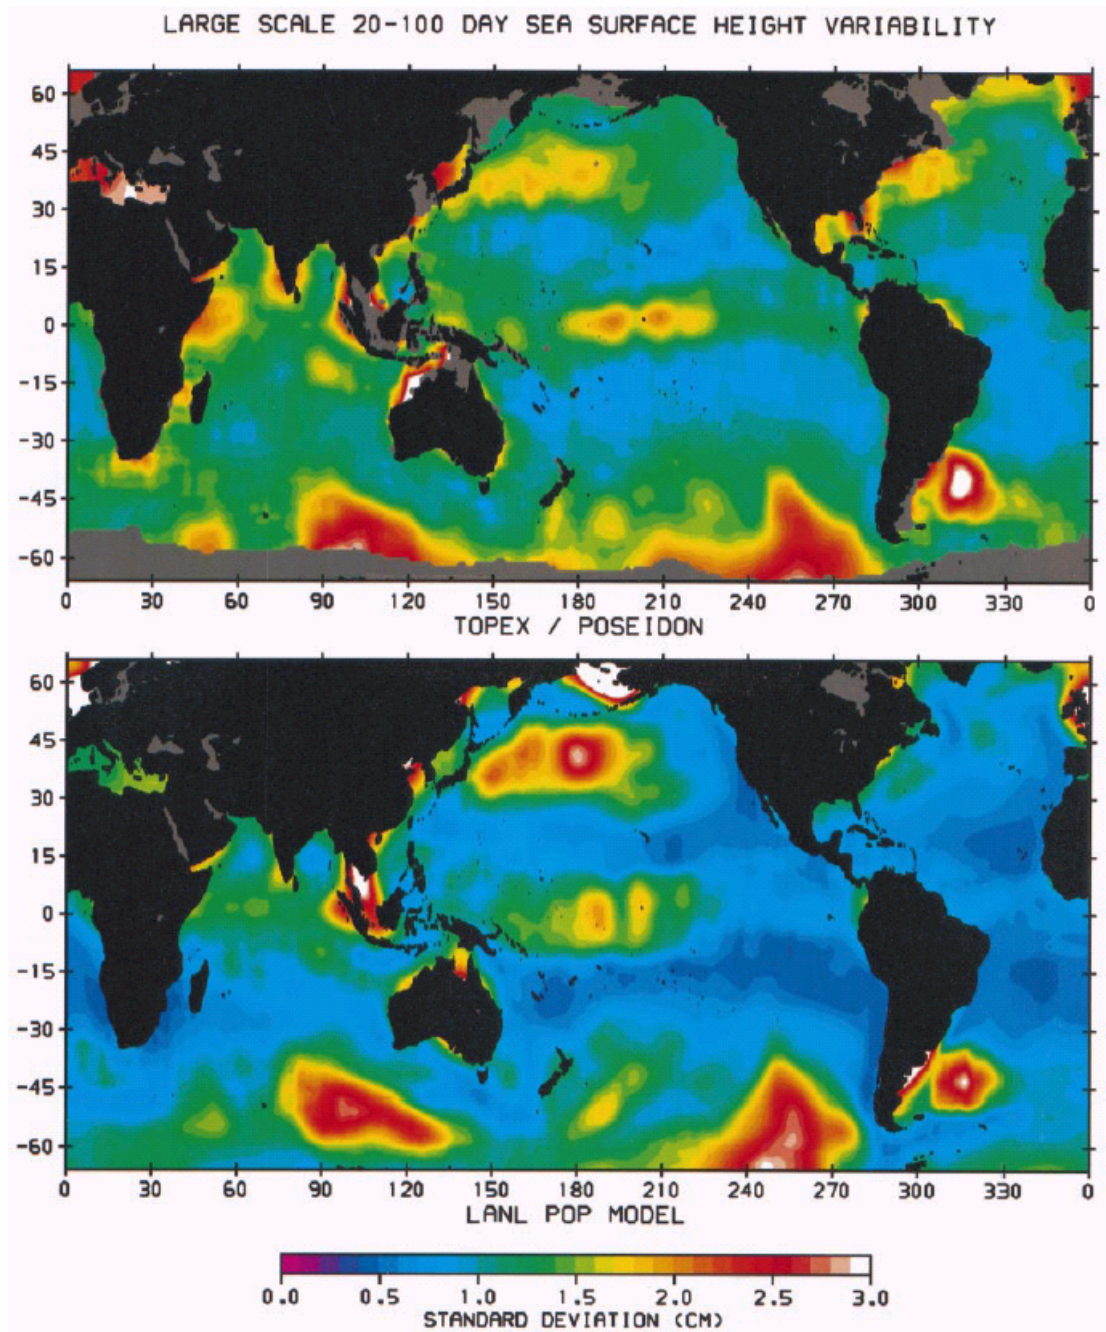 LARGE SCALE 20-100 DAY SEA SURFACE HEIGHT VARIABILITY
60
45
30
15
0
-15
-30
-45
-60
0 30 60 90 120 150 180 210 240 270 300 330 0
TOPEX / POSEIDON
60
45
30
15
0
-15
-30
-45
-60
0 30 60 90 120 150 180 210 240 270 300 330 0
LANL POP MODEL
0.0 0.5 1.0 1.5 2.0 2.5 3.0
STANDARD DEVIATION (CM)